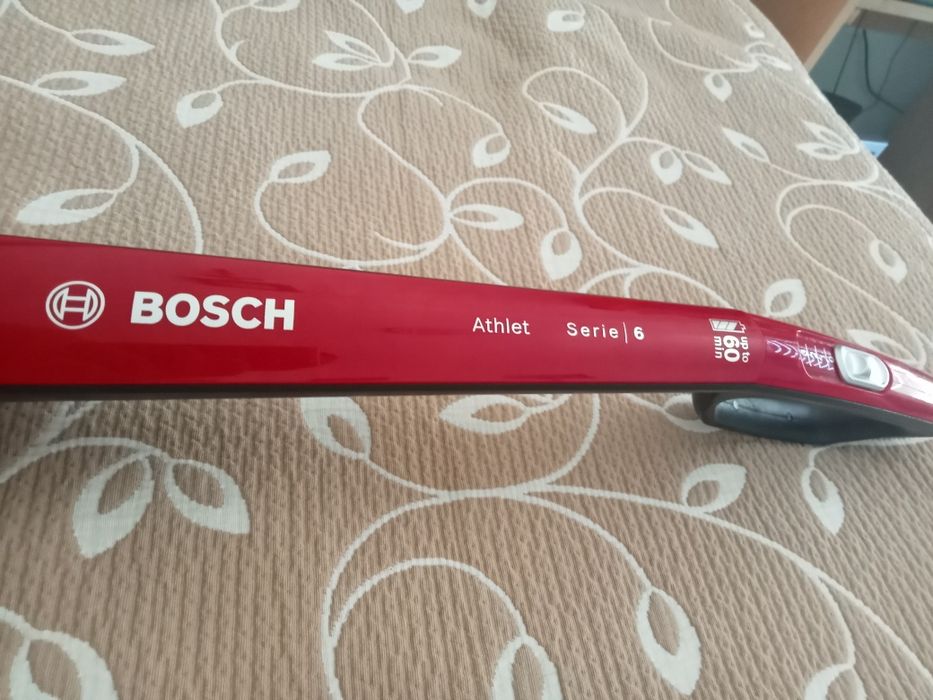 BOSCH
Athlet
Serie | 6
up to
60
min